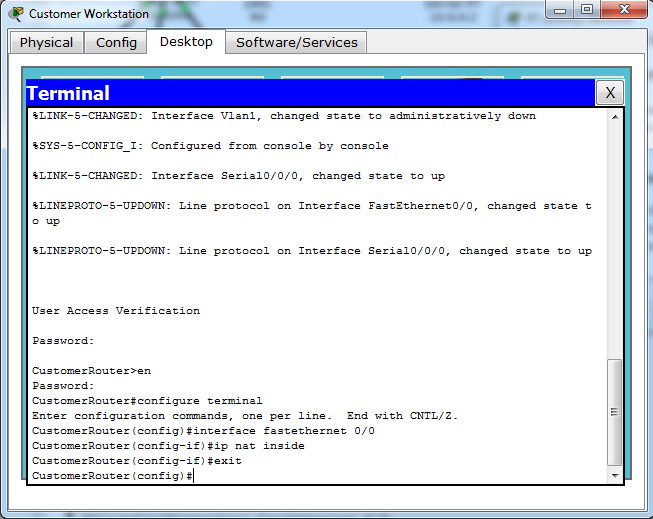 Customer Workstation
Physical
Config
Desktop
Software/Services
Terminal
X
%LINK-5-CHANGED: Interface Vlan1, changed state to administratively down
%SYS-5-CONFIG_I: Configured from console by console
%LINK-5-CHANGED: Interface Serial0/0/0, changed state to up
%LINEPROTO-5-UPDOWN: Line protocol on Interface FastEthernet0/0, changed state t
o up
%LINEPROTO-5-UPDOWN: Line protocol on Interface Serial0/0/0, changed state to up
User Access Verification
Password:
CustomerRouter>en
Password:
CustomerRouter#configure terminal
Enter configuration commands, one per line.  End with CNTL/Z.
CustomerRouter(config)#interface fastethernet 0/0
CustomerRouter(config-if)#ip nat inside
CustomerRouter(config-if)#exit
CustomerRouter(config)#